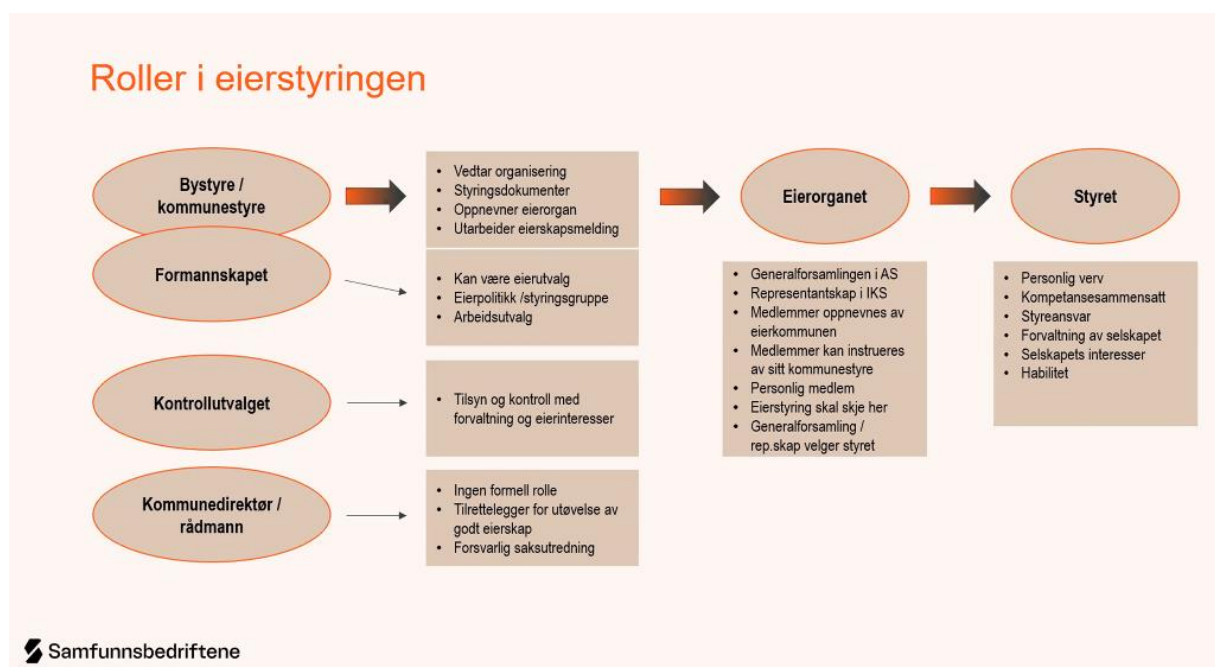 Roller i eierstyringen
Bystyre /
kommunestyre
• Vedtar organisering
• Styringsdokumenter
• Oppnevner eierorgan
• Utarbeider eierskapsmelding
Eierorganet
Styret
Formannskapet
• Kan være eierutvalg
• Eierpolitikk /styringsgruppe
• Arbeidsutvalg
• Generalforsamlingen i AS
• Representantskap i IKS
• Medlemmer oppnevnes av
eierkommunen
• Medlemmer kan instrueres
av sitt kommunestyre
• Personlig medlem
• Eierstyring skal skje her
• Generalforsamling /
rep.skap velger styret
• Personlig verv
• Kompetansesammensatt
• Styreansvar
• Forvaltning av selskapet
• Selskapets interesser
• Habilitet
Kontrollutvalget
• Tilsyn og kontroll med
forvaltning og eierinteresser
Kommunedirektør /
rådmann
• Ingen formell rolle
• Tilrettelegger for utøvelse av
godt eierskap
• Forsvarlig saksutredning
Samfunnsbedriftene